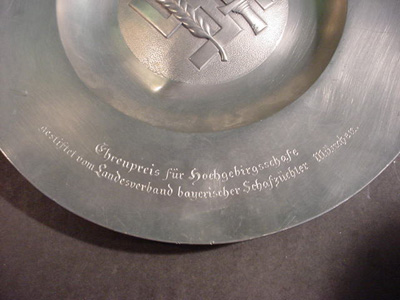 Ehrenpreis für Hochgebirgsschafe
gestiftet vom Landesverband bayerischer Schafzüchter München.